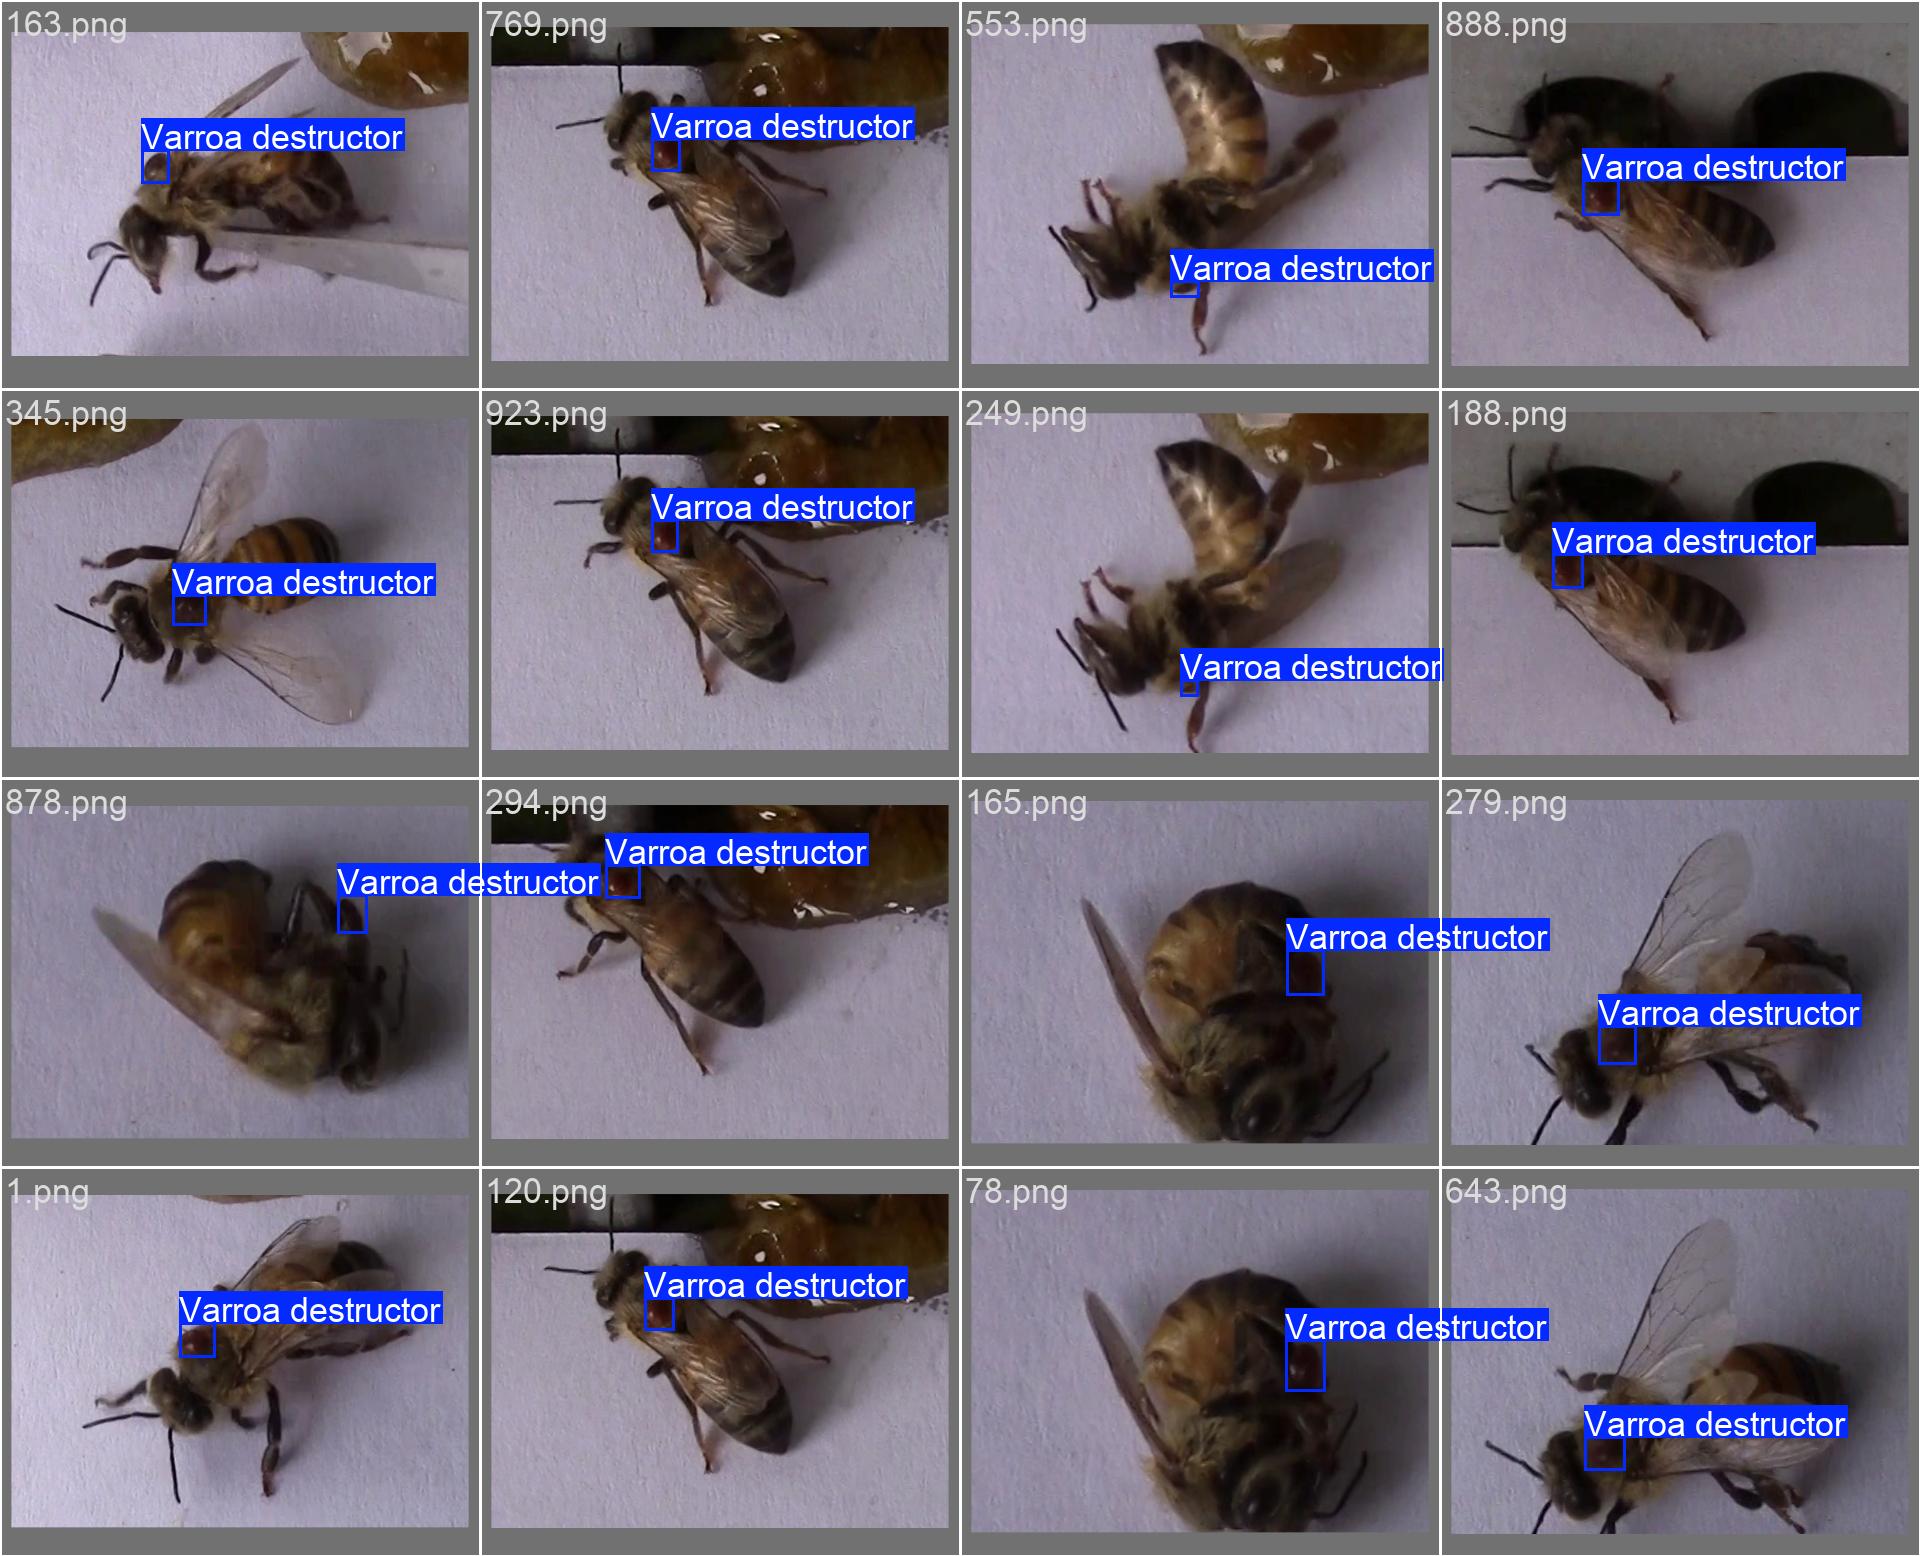 163.png
Varroa destructor
769.png
Varroa destructor
553.png
Varroa destructor
888.png
Varroa destructor
345.png
Varroa destructor
923.png
Varroa destructor
249.png
Varroa destructor
188.png
Varroa destructor
878.png
Varroa destructor
294.png
Varroa destructor
165.png
Varroa destructor
279.png
Varroa destructor
1.png
Varroa destructor
120.png
Varroa destructor
78.png
Varroa destructor
643.png
Varroa destructor